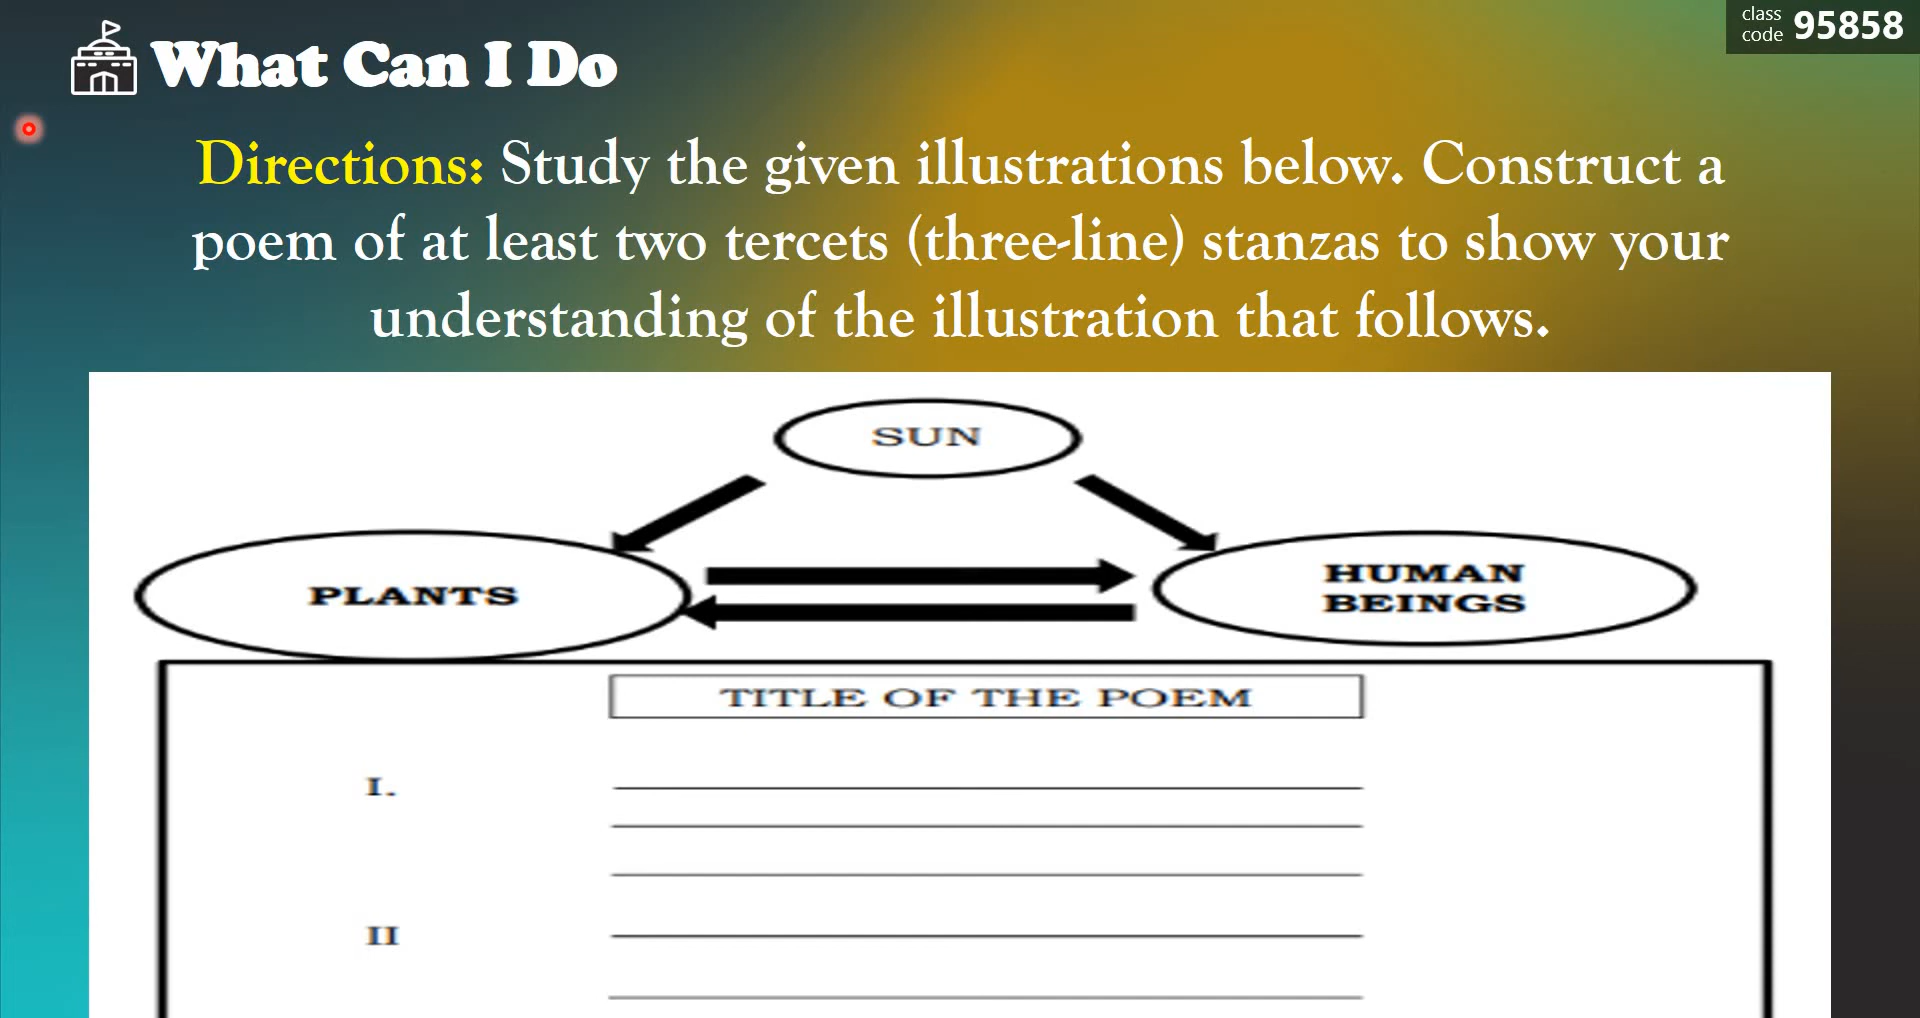 What Can I Do
class
code 95858
Directions: Study the given illustrations below. Construct a
poem of at least two tercets (three-line) stanzas to show your
understanding of the illustration that follows.
SUN
PLANTS
HUMAN
BEINGS
TITLE OF THE POEM
I.
II